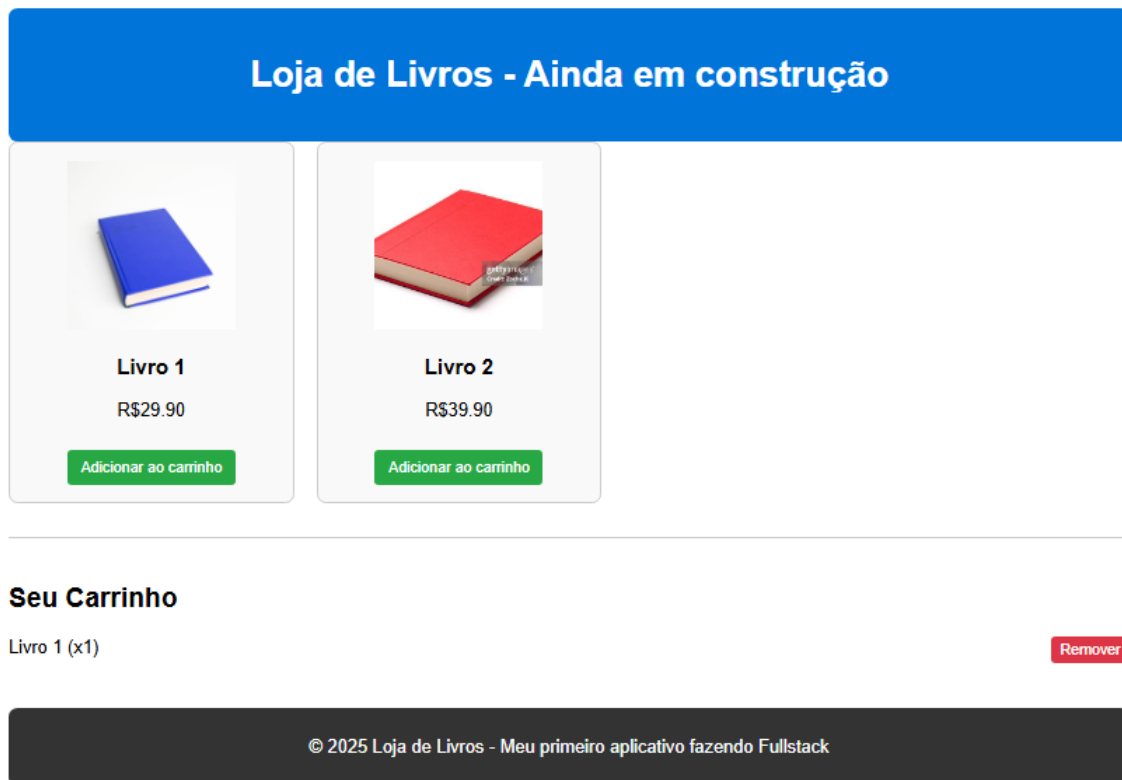 Loja de Livros - Ainda em construção
Livro 1
R$29.90
Adicionar ao carrinho
Livro 2
R$39.90
Adicionar ao carrinho
Seu Carrinho
Livro 1 (x1)
Remover
© 2025 Loja de Livros - Meu primeiro aplicativo fazendo Fullstack